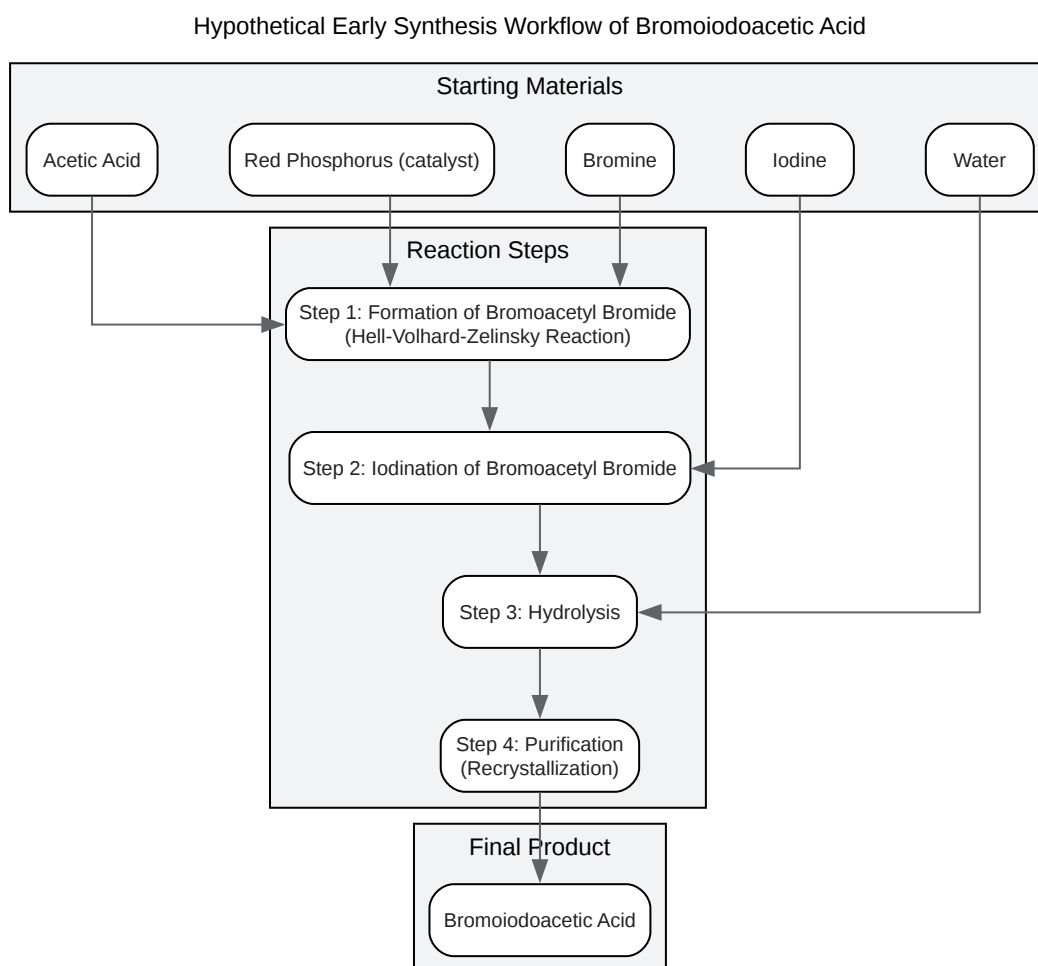 Hypothetical Early Synthesis Workflow of Bromoiodoacetic Acid
Starting Materials
Acetic Acid
Red Phosphorus (catalyst)
Bromine
Iodine
Water
Reaction Steps
Step 1: Formation of Bromoacetyl Bromide
(Hell-Volhard-Zelinsky Reaction)
Step 2: Iodination of Bromoacetyl Bromide
Step 3: Hydrolysis
Step 4: Purification
(Recrystallization)
Final Product
Bromoiodoacetic Acid